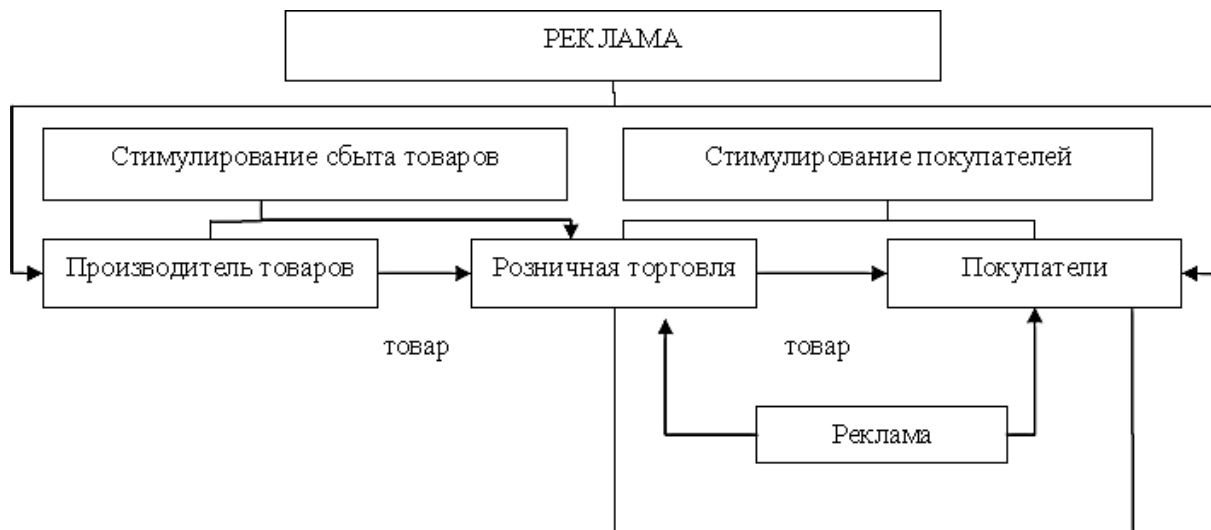 РЕКЛАМА
Стимулирование сбыта товаров
Стимулирование покупателей
Производитель товаров
Розничная торговля
Покупатели
товар
товар
Реклама